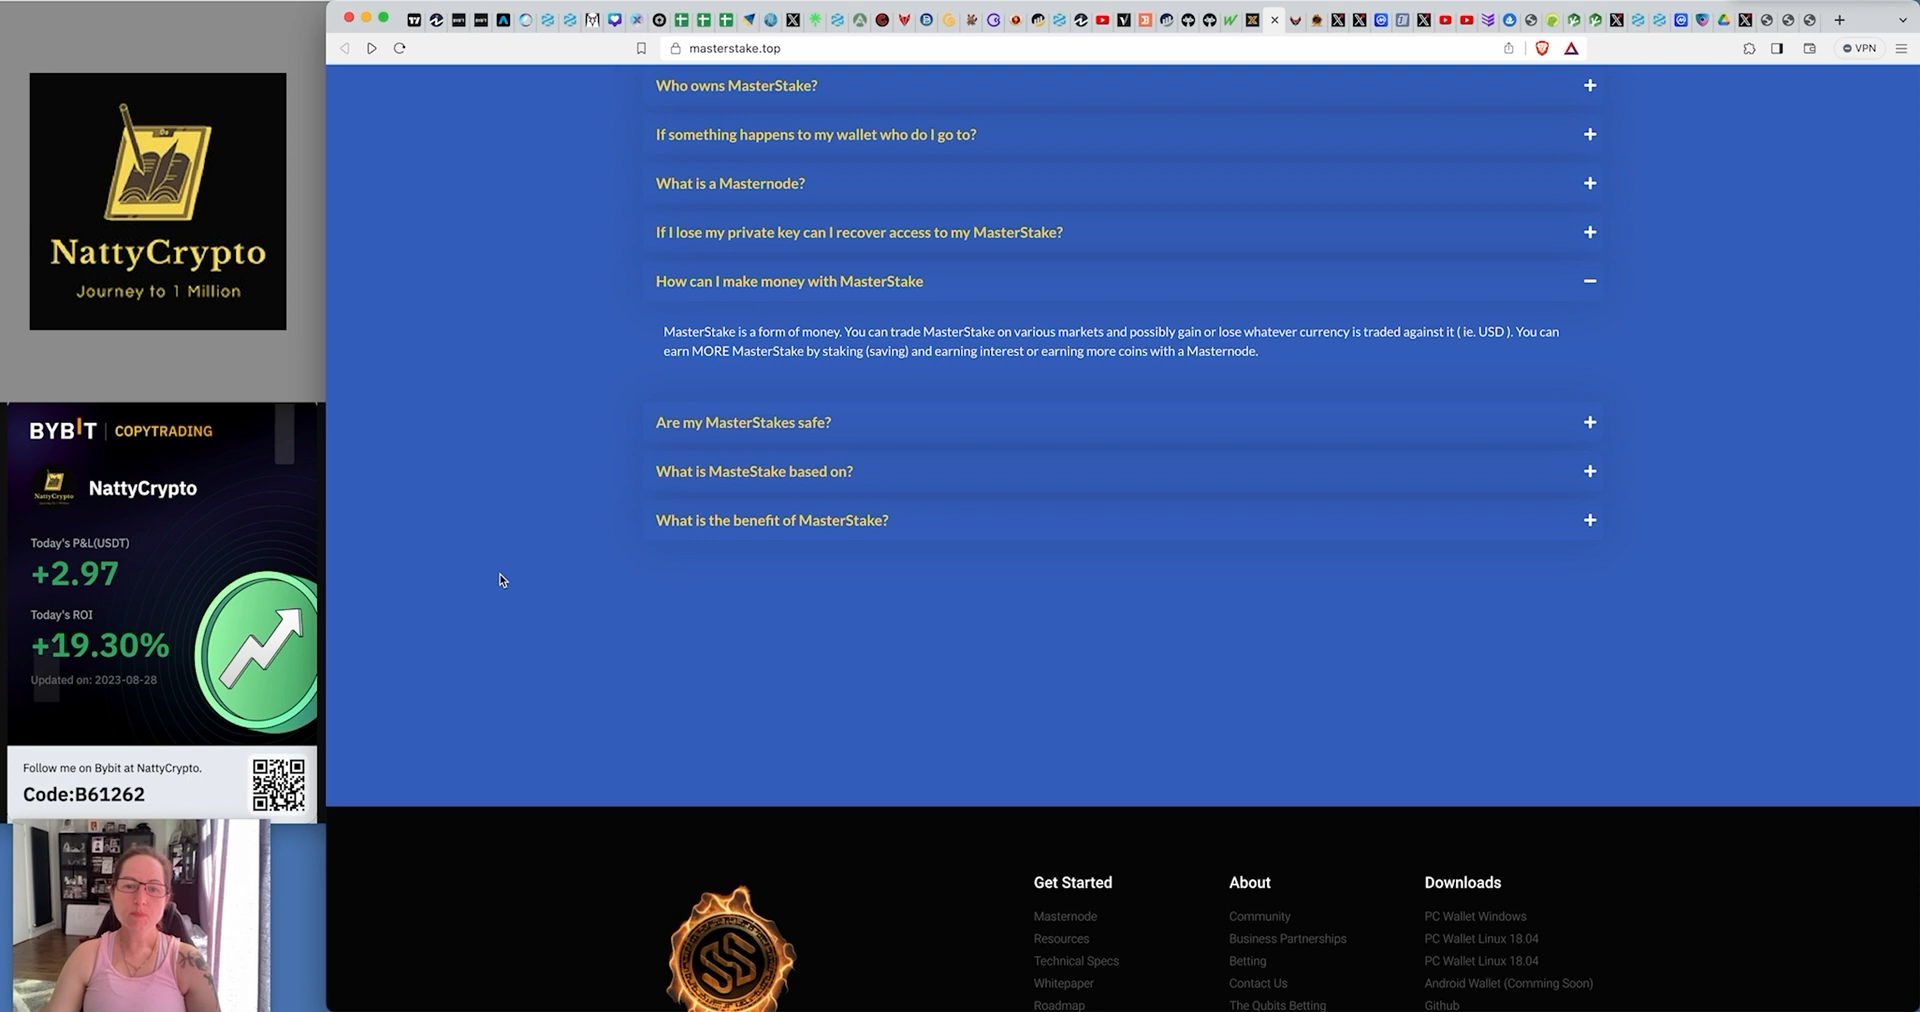 NattyCrypto
Journey to 1 Million
BYBIT | COPYTRADING
NattyCrypto
Today's P&L(USDT)
+2.97
Today's ROI
+19.30%
Updated on: 2023-08-28
Follow me on Bybit at NattyCrypto.
Code:B61262
masterstake.top
VPN
Who owns MasterStake?
If something happens to my wallet who do I go to?
What is a Masternode?
If I lose my private key can I recover access to my MasterStake?
How can I make money with MasterStake
MasterStake is a form of money. You can trade MasterStake on various markets and possibly gain or lose whatever currency is traded against it ( ie. USD ). You can
earn MORE MasterStake by staking (saving) and earning interest or earning more coins with a Masternode.
Are my MasterStakes safe?
What is MasteStake based on?
What is the benefit of MasterStake?
Get Started
Masternode
Resources
Technical Specs
Whitepaper
Roadmap
About
Community
Business Partnerships
Betting
Contact Us
The Qubits Betting
Downloads
PC Wallet Windows
PC Wallet Linux 18.04
PC Wallet Linux 18.04
Android Wallet (Comming Soon)
Github